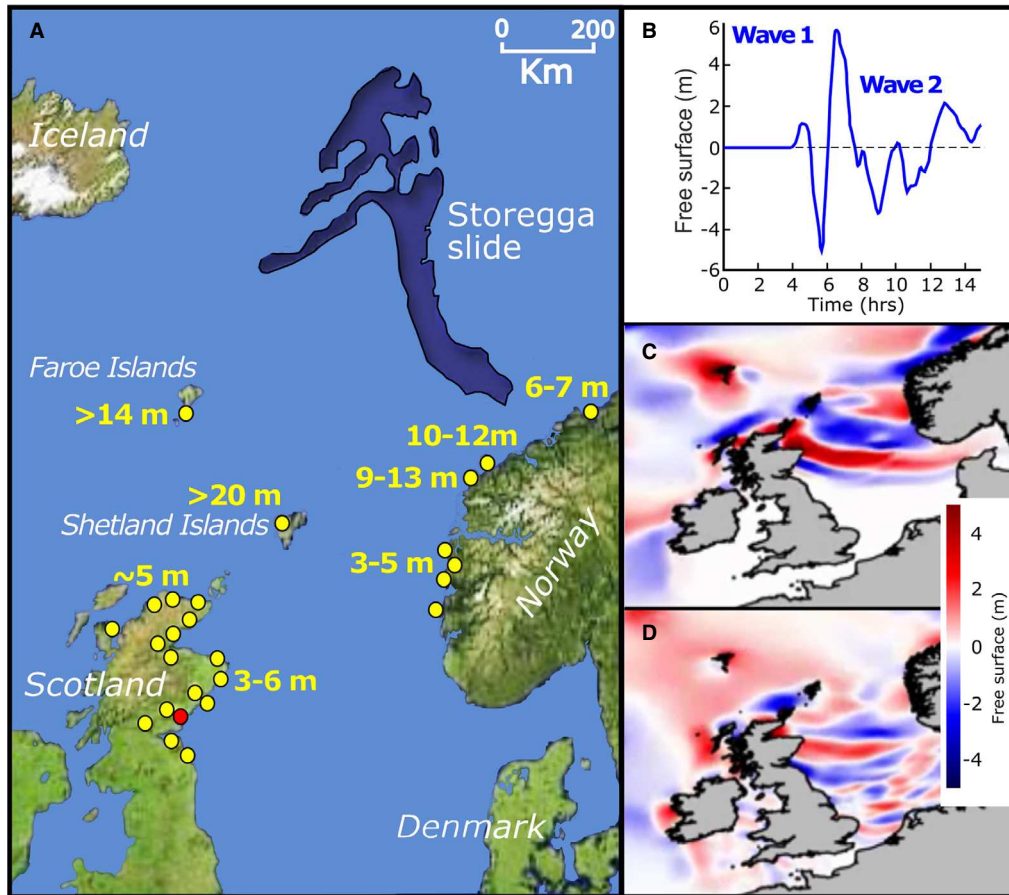 A
0 200
Km
Iceland
Storegga
slide
Faroe Islands
>14 m
6-7 m
10-12m
9-13 m
>20 m
Shetland Islands
3-5 m
Norway
~5 m
Scotland
3-6 m
Denmark
B
Wave 1
Wave 2
Free surface (m)
6
4
2
0
-2
-4
-6
0 2 4 6 8 10 12 14
Time (hrs)
C
D
4
2
0
-2
-4
Free surface (m)